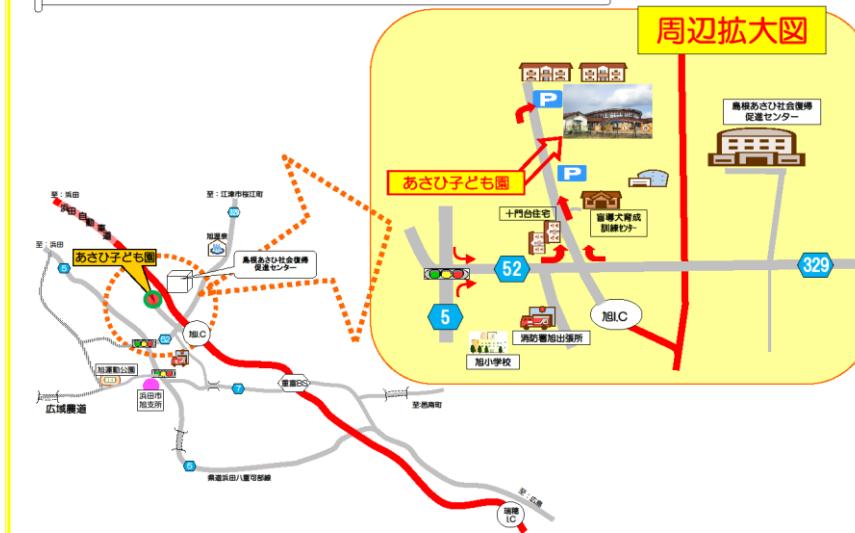 周辺拡大図
島根あさひ社会復帰
促進センター
P
あさひ子ども園
P
十門台住宅
盲導犬育成
訓練センター
52
329
5
旭I.C
消防署旭出張所
旭小学校
至:浜田
浜田自動車道
至:江津市桜江町
旭温泉
至:浜田
5
あさひ子ども園
島根あさひ社会復帰
促進センター
52
旭I.C
旭運動公園
浜田市
旭支所
7
重富BS
広域農道
至:邑南町
5
県道浜田八重可部線
至:広島
瑞穂
I.C